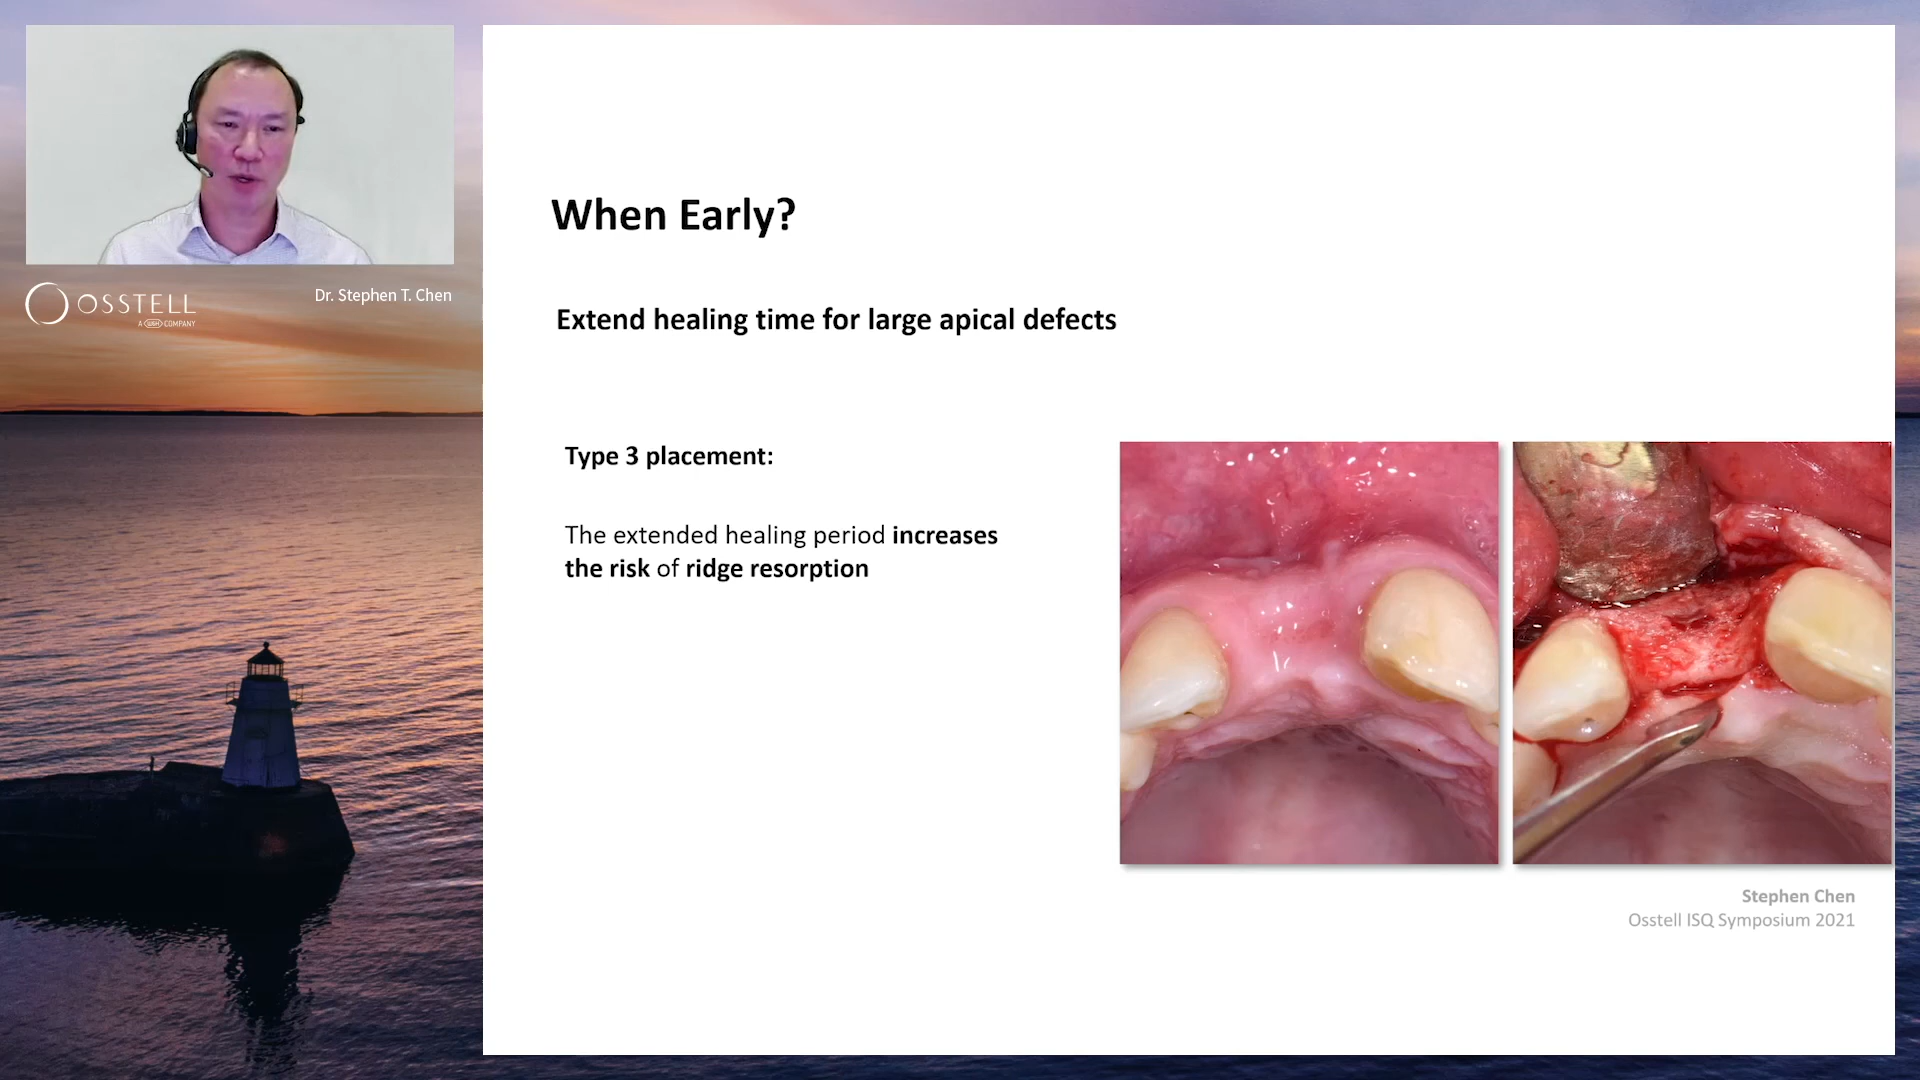 OSSTELL
A W&H COMPANY
Dr. Stephen T. Chen
When Early?
Extend healing time for large apical defects
Type 3 placement:
The extended healing period increases
the risk of ridge resorption
Stephen Chen
Osstell ISQ Symposium 2021